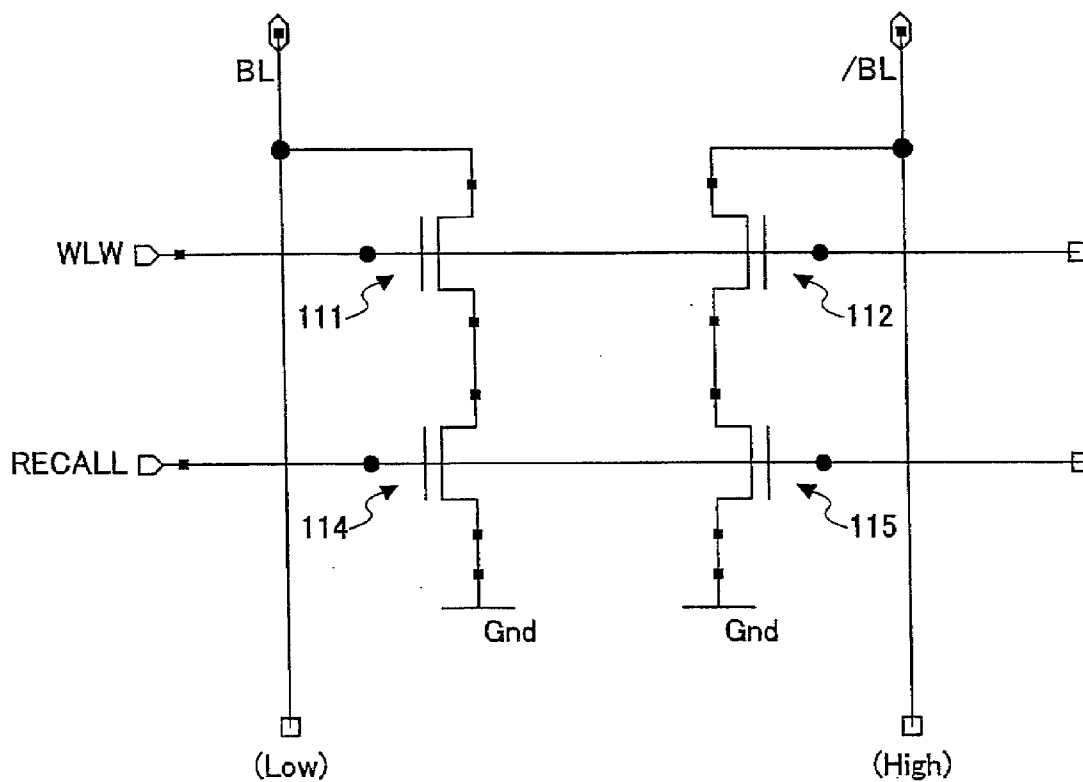 BL
/BL
WLW
111
112
RECALL
114
115
Gnd
Gnd
(Low)
(High)